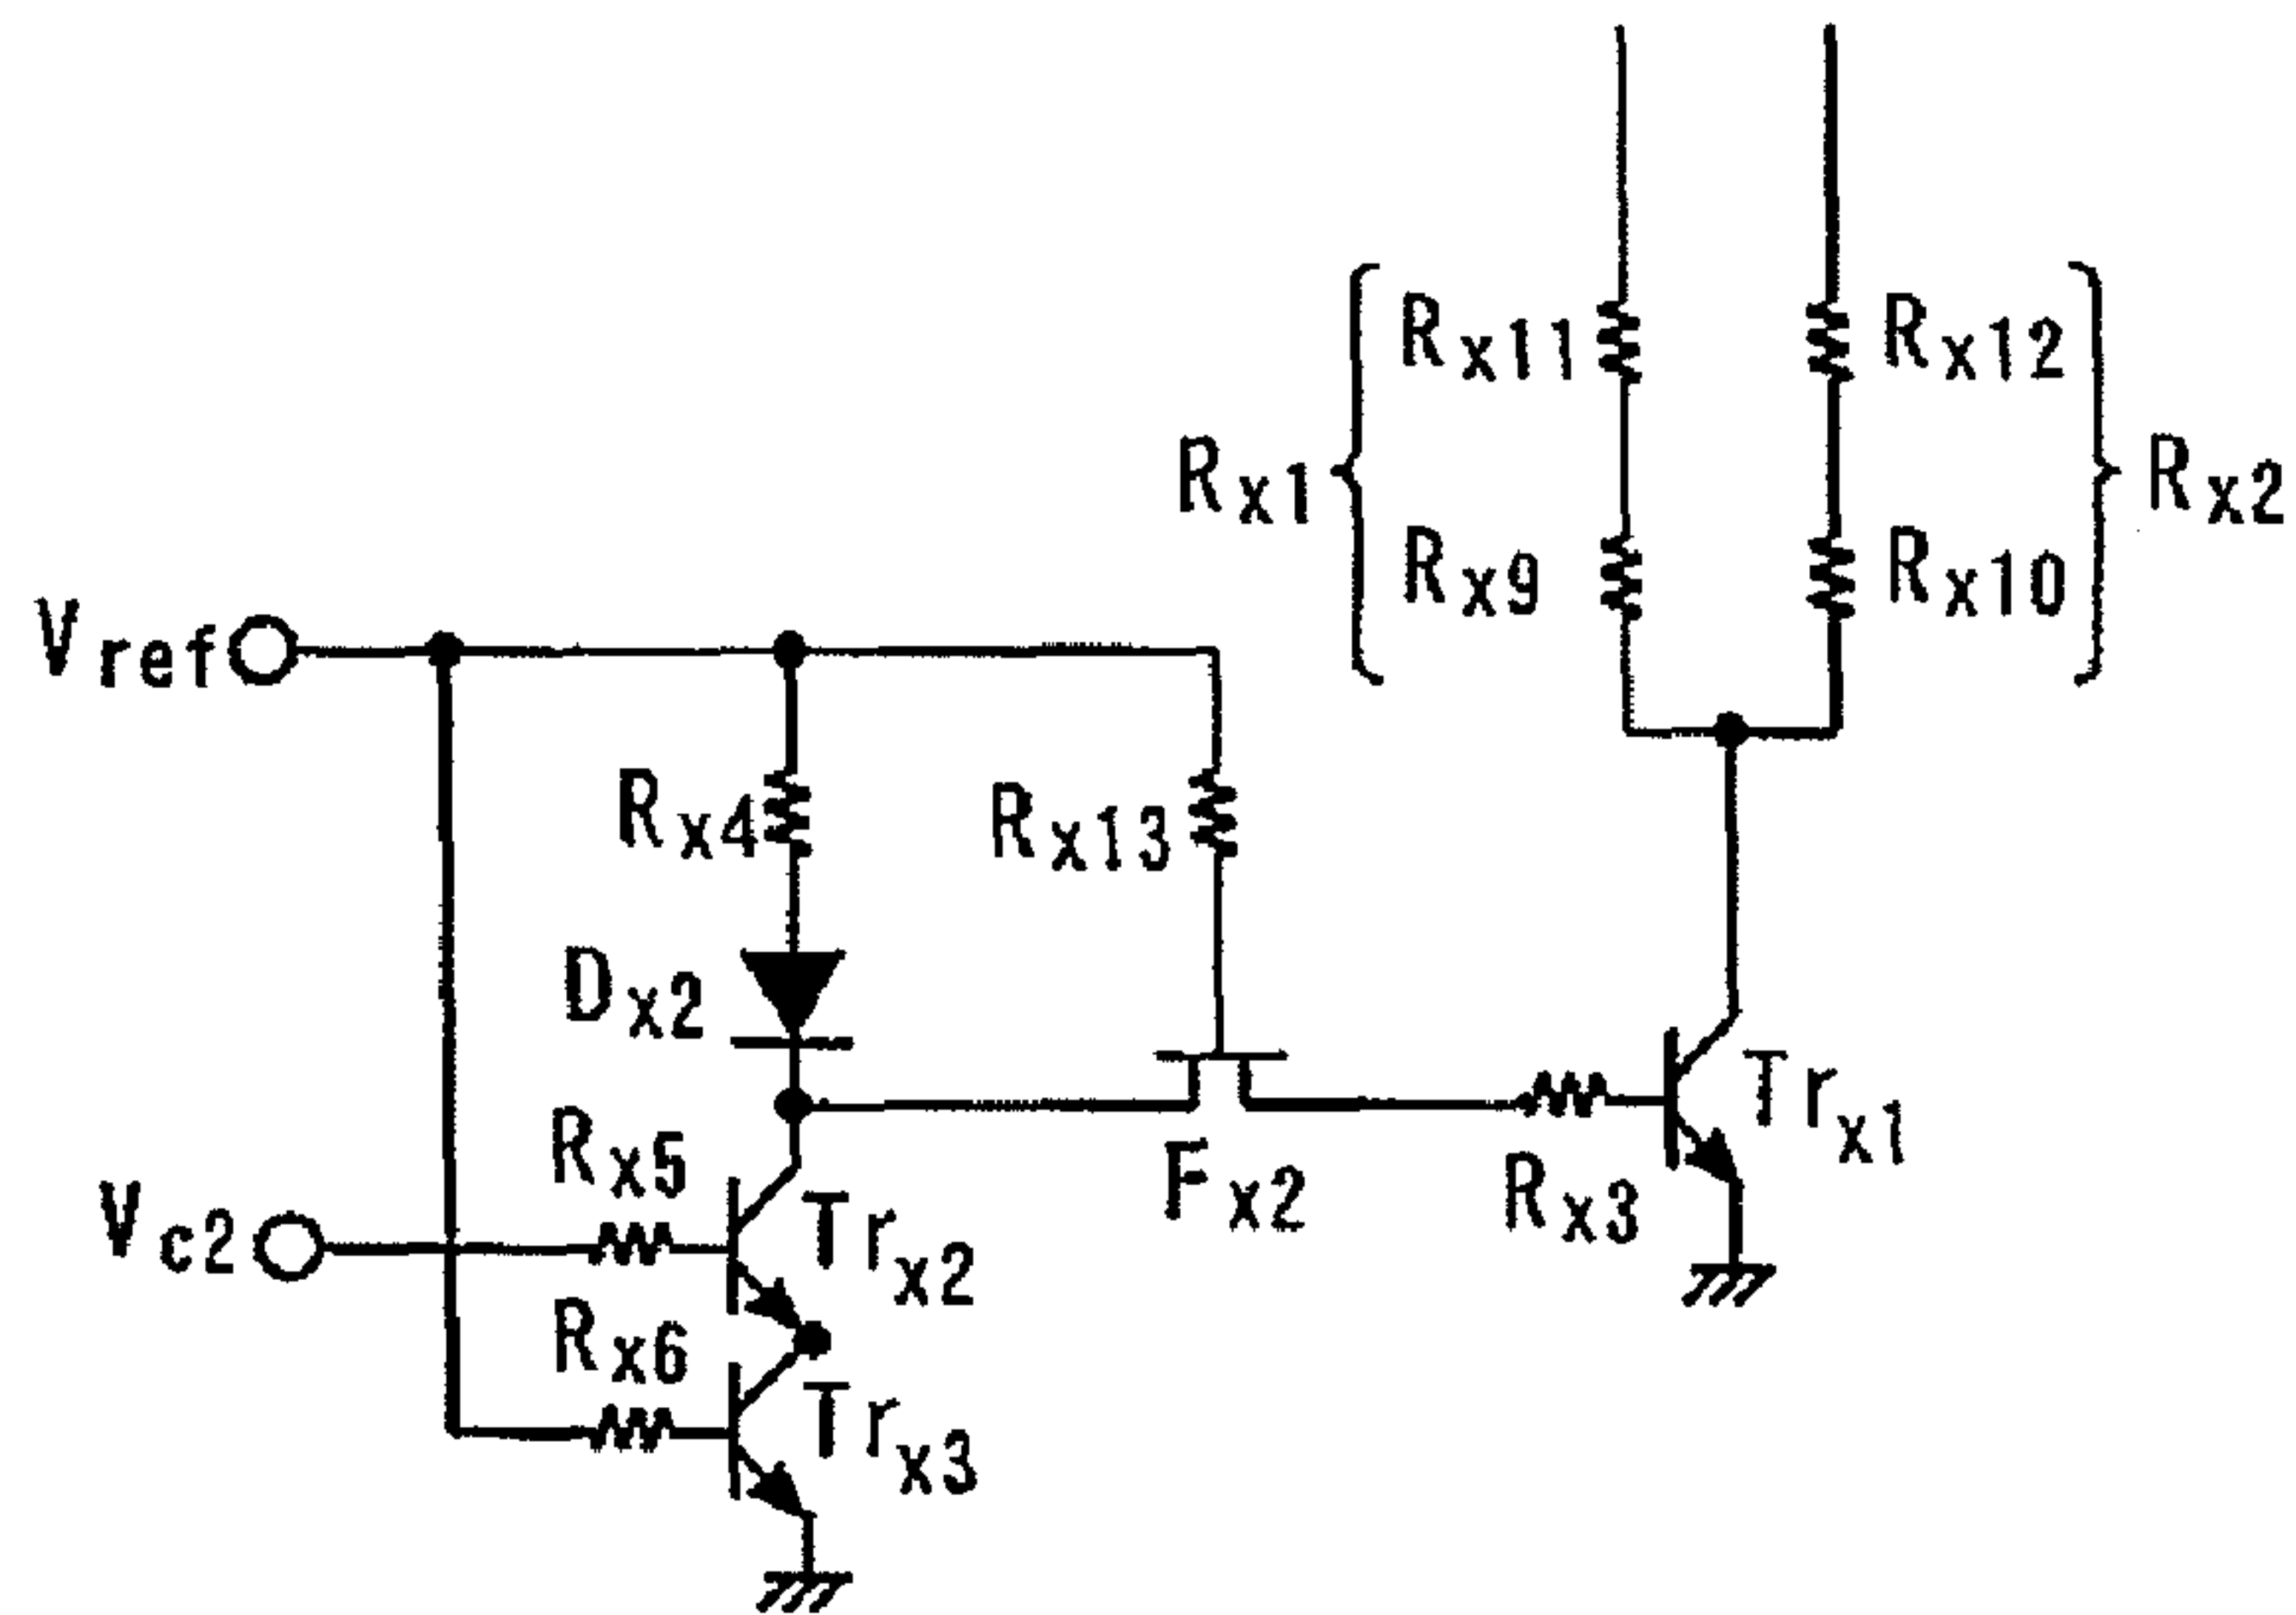 Rx11
Rx12
Rx1
Rx2
Rx9
Rx10
Vref
Rx4
Rx13
Dx2
Rx5
Trx1
Vc2
Trx2
Fx2
Rx3
Rx6
Trx3